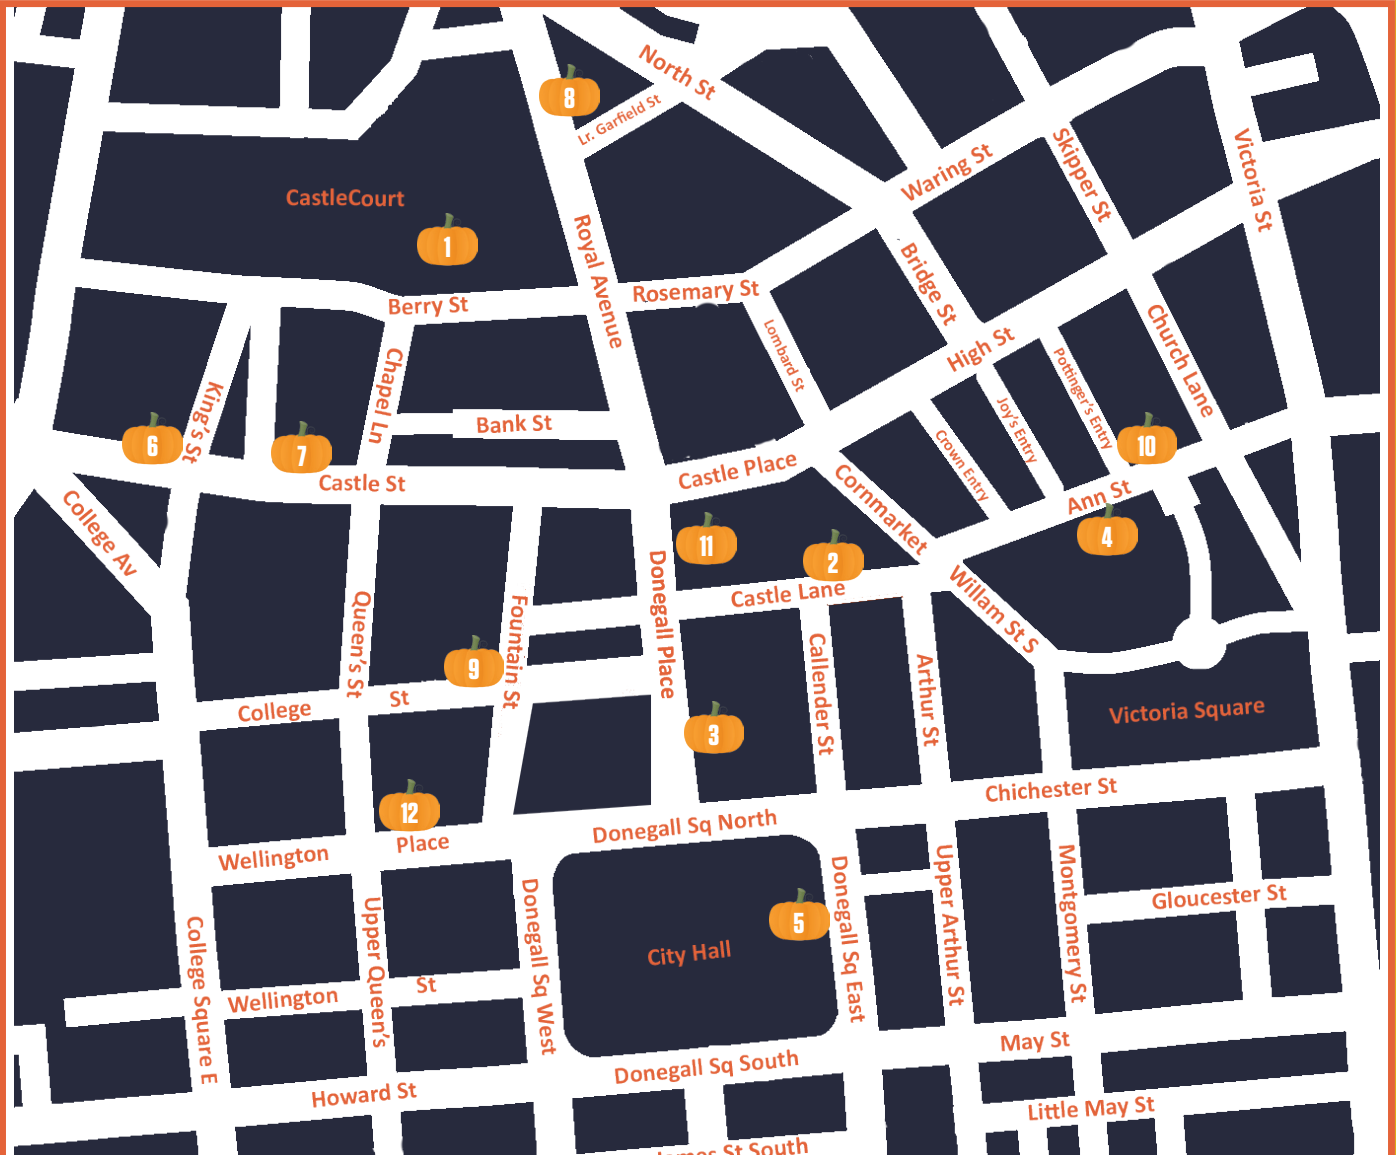 North St
8
Lr. Garfield St
Waring St
Skipper St
Victoria St
CastleCourt
1
Royal Avenue
Bridge St
Berry St
Rosemary St
Lombard St
High St
Church Lane
Chapel Ln
King's St
6
7
Bank St
Castle St
Castle Place
Cornmarket
Crown Entry
Joy's Entry
Pottinger's Entry
10
Ann St
4
College Av
11
2
Castle Lane
Willam St S
Donegall Place
Queen's St
Fountain St
9
College
St
3
Callender St
Arthur St
Victoria Square
Chichester St
12
Wellington
Place
Donegall Sq North
Donegall Sq West
City Hall
5
Donegall Sq East
Upper Arthur St
Montgomery St
Gloucester St
College Square E
Upper Queen's
Wellington
St
Howard St
Donegall Sq South
May St
Little May St
St South